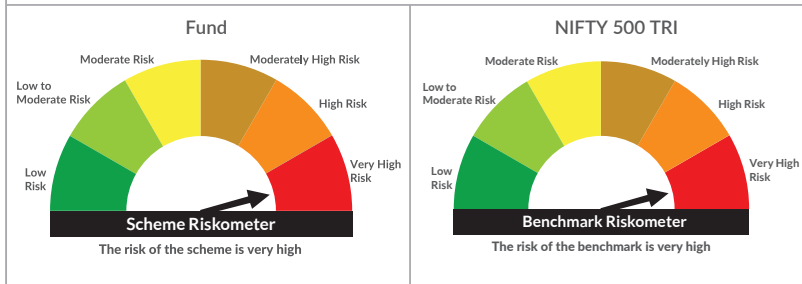 Fund
Moderate Risk
Moderately High Risk
Low to
Moderate Risk
High Risk
Low
Risk
Very High
Risk
Scheme Riskometer
The risk of the scheme is very high
NIFTY 500 TRI
Moderate Risk
Moderately High Risk
Low to
Moderate Risk
High Risk
Low
Risk
Very High
Risk
Benchmark Riskometer
The risk of the benchmark is very high